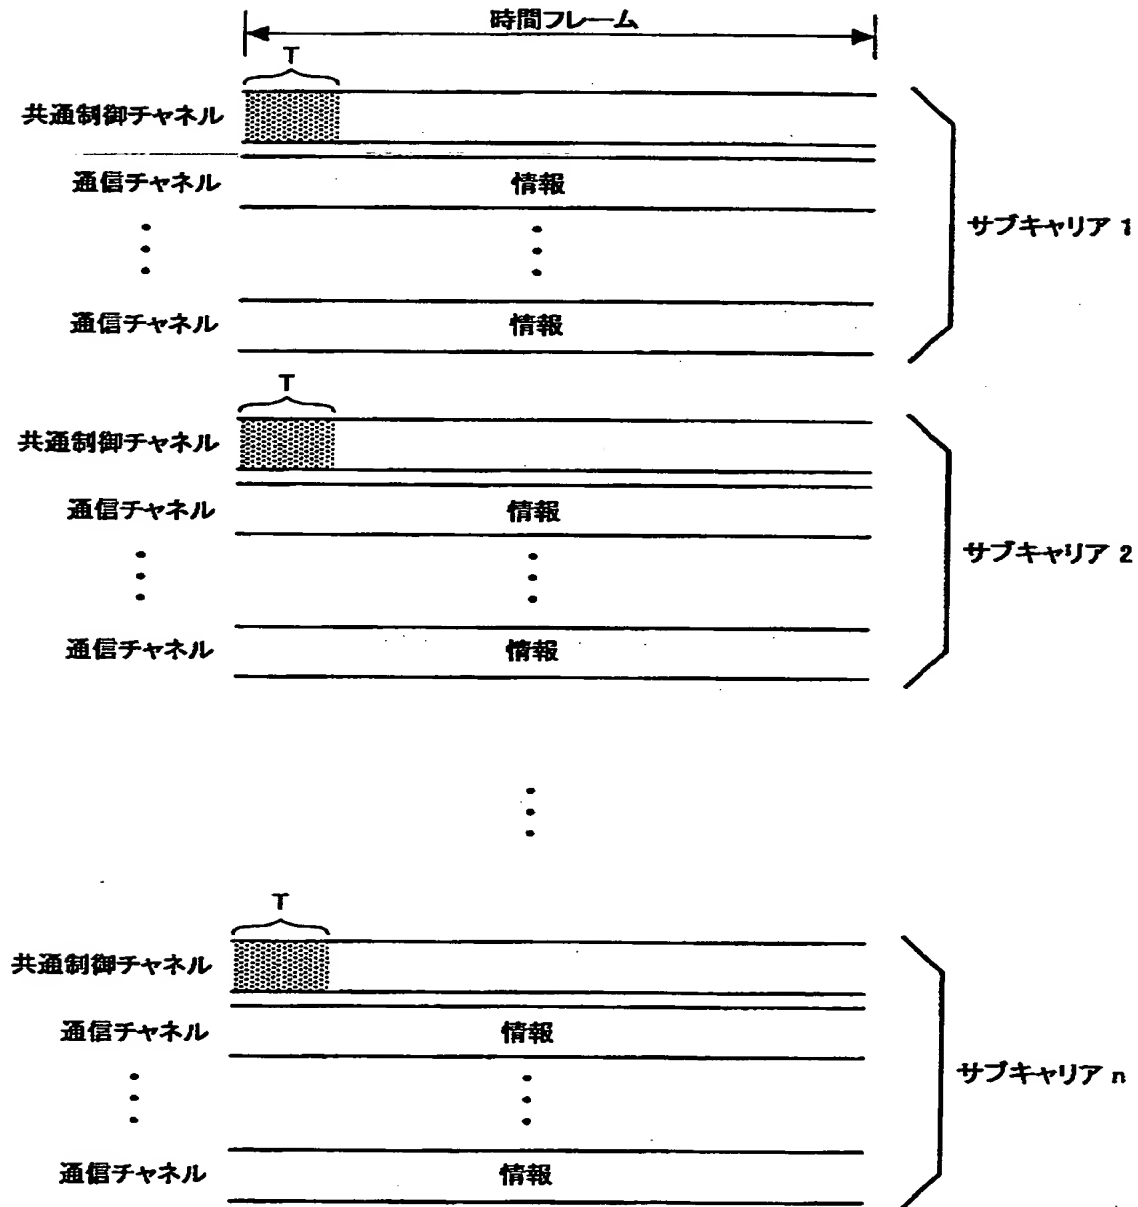 時間フレーム
T
共通制御チャネル
通信チャネル
情報
サブキャリア 1
通信チャネル
情報
T
共通制御チャネル
通信チャネル
情報
サブキャリア 2
通信チャネル
情報
T
共通制御チャネル
通信チャネル
情報
サブキャリア n
通信チャネル
情報